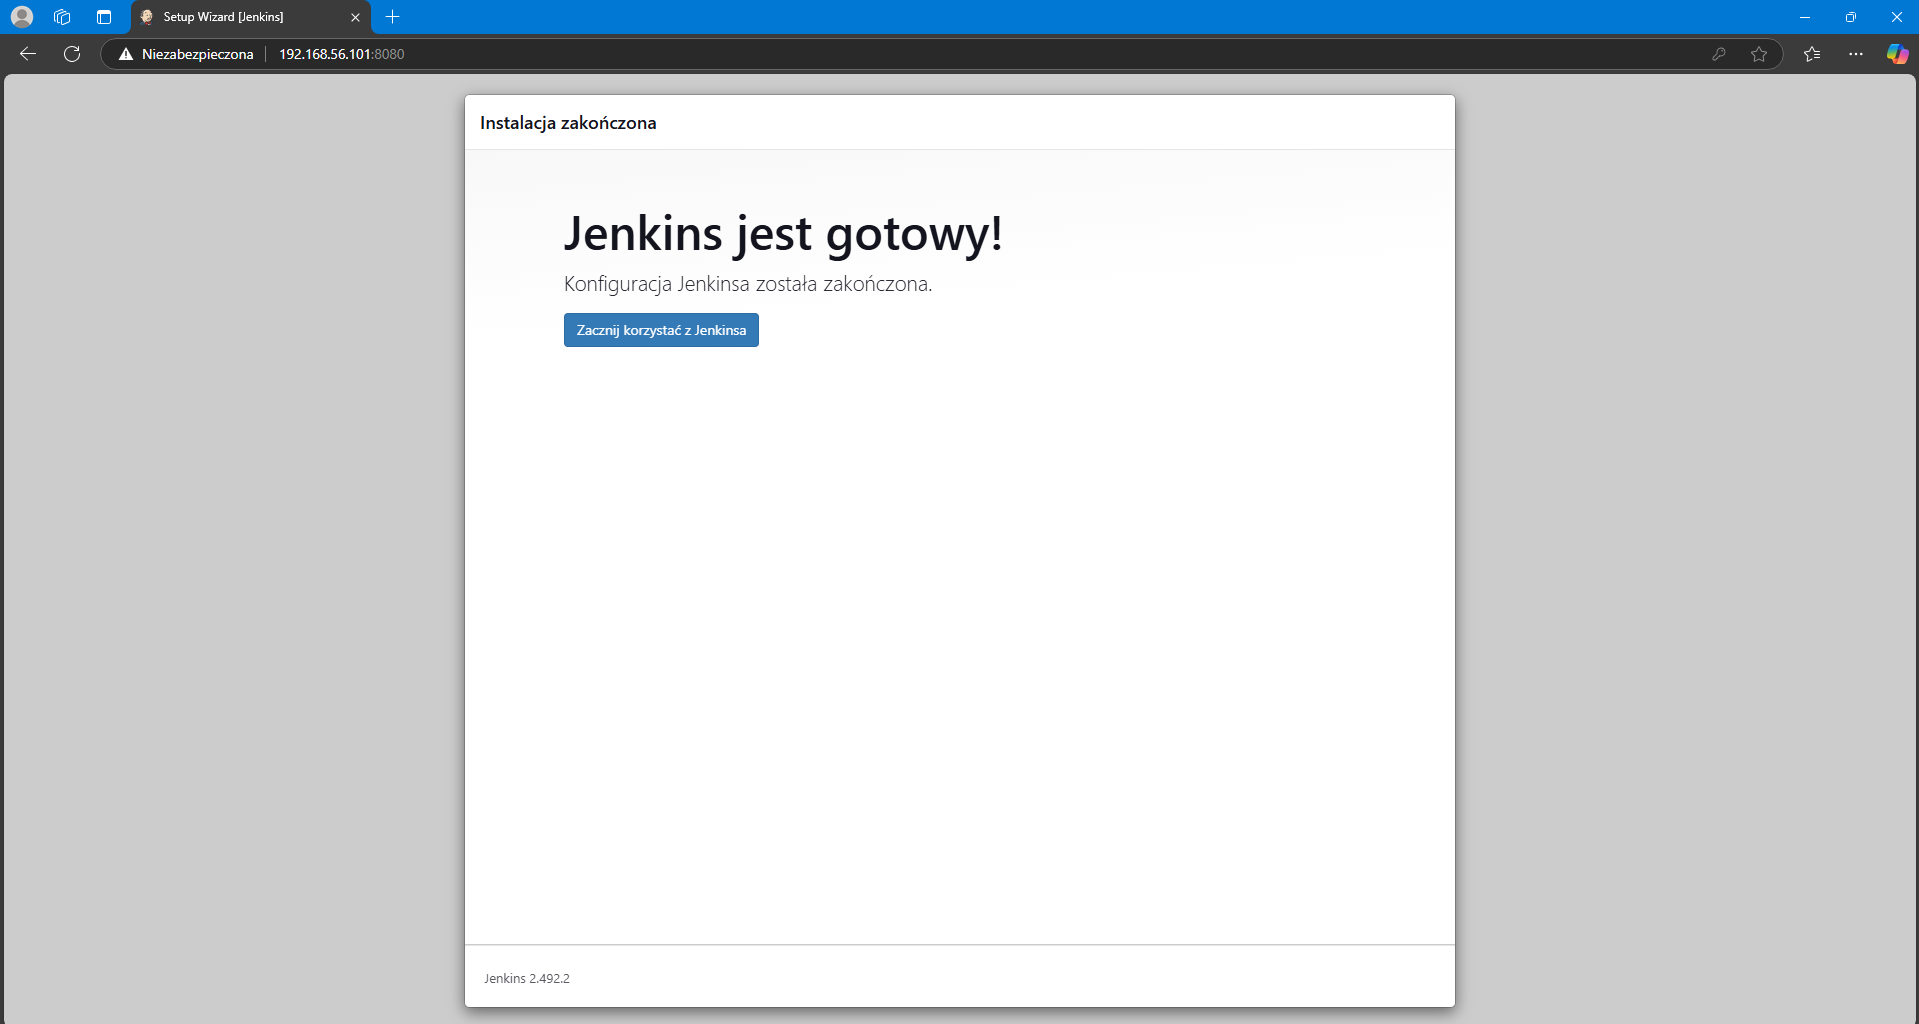 Setup Wizard [Jenkins]
Niezabezpieczona
192.168.56.101:8080
Instalacja zakończona
Jenkins jest gotowy!
Konfiguracja Jenkinsa została zakończona.
Zacznij korzystać z Jenkinsa
Jenkins 2.492.2